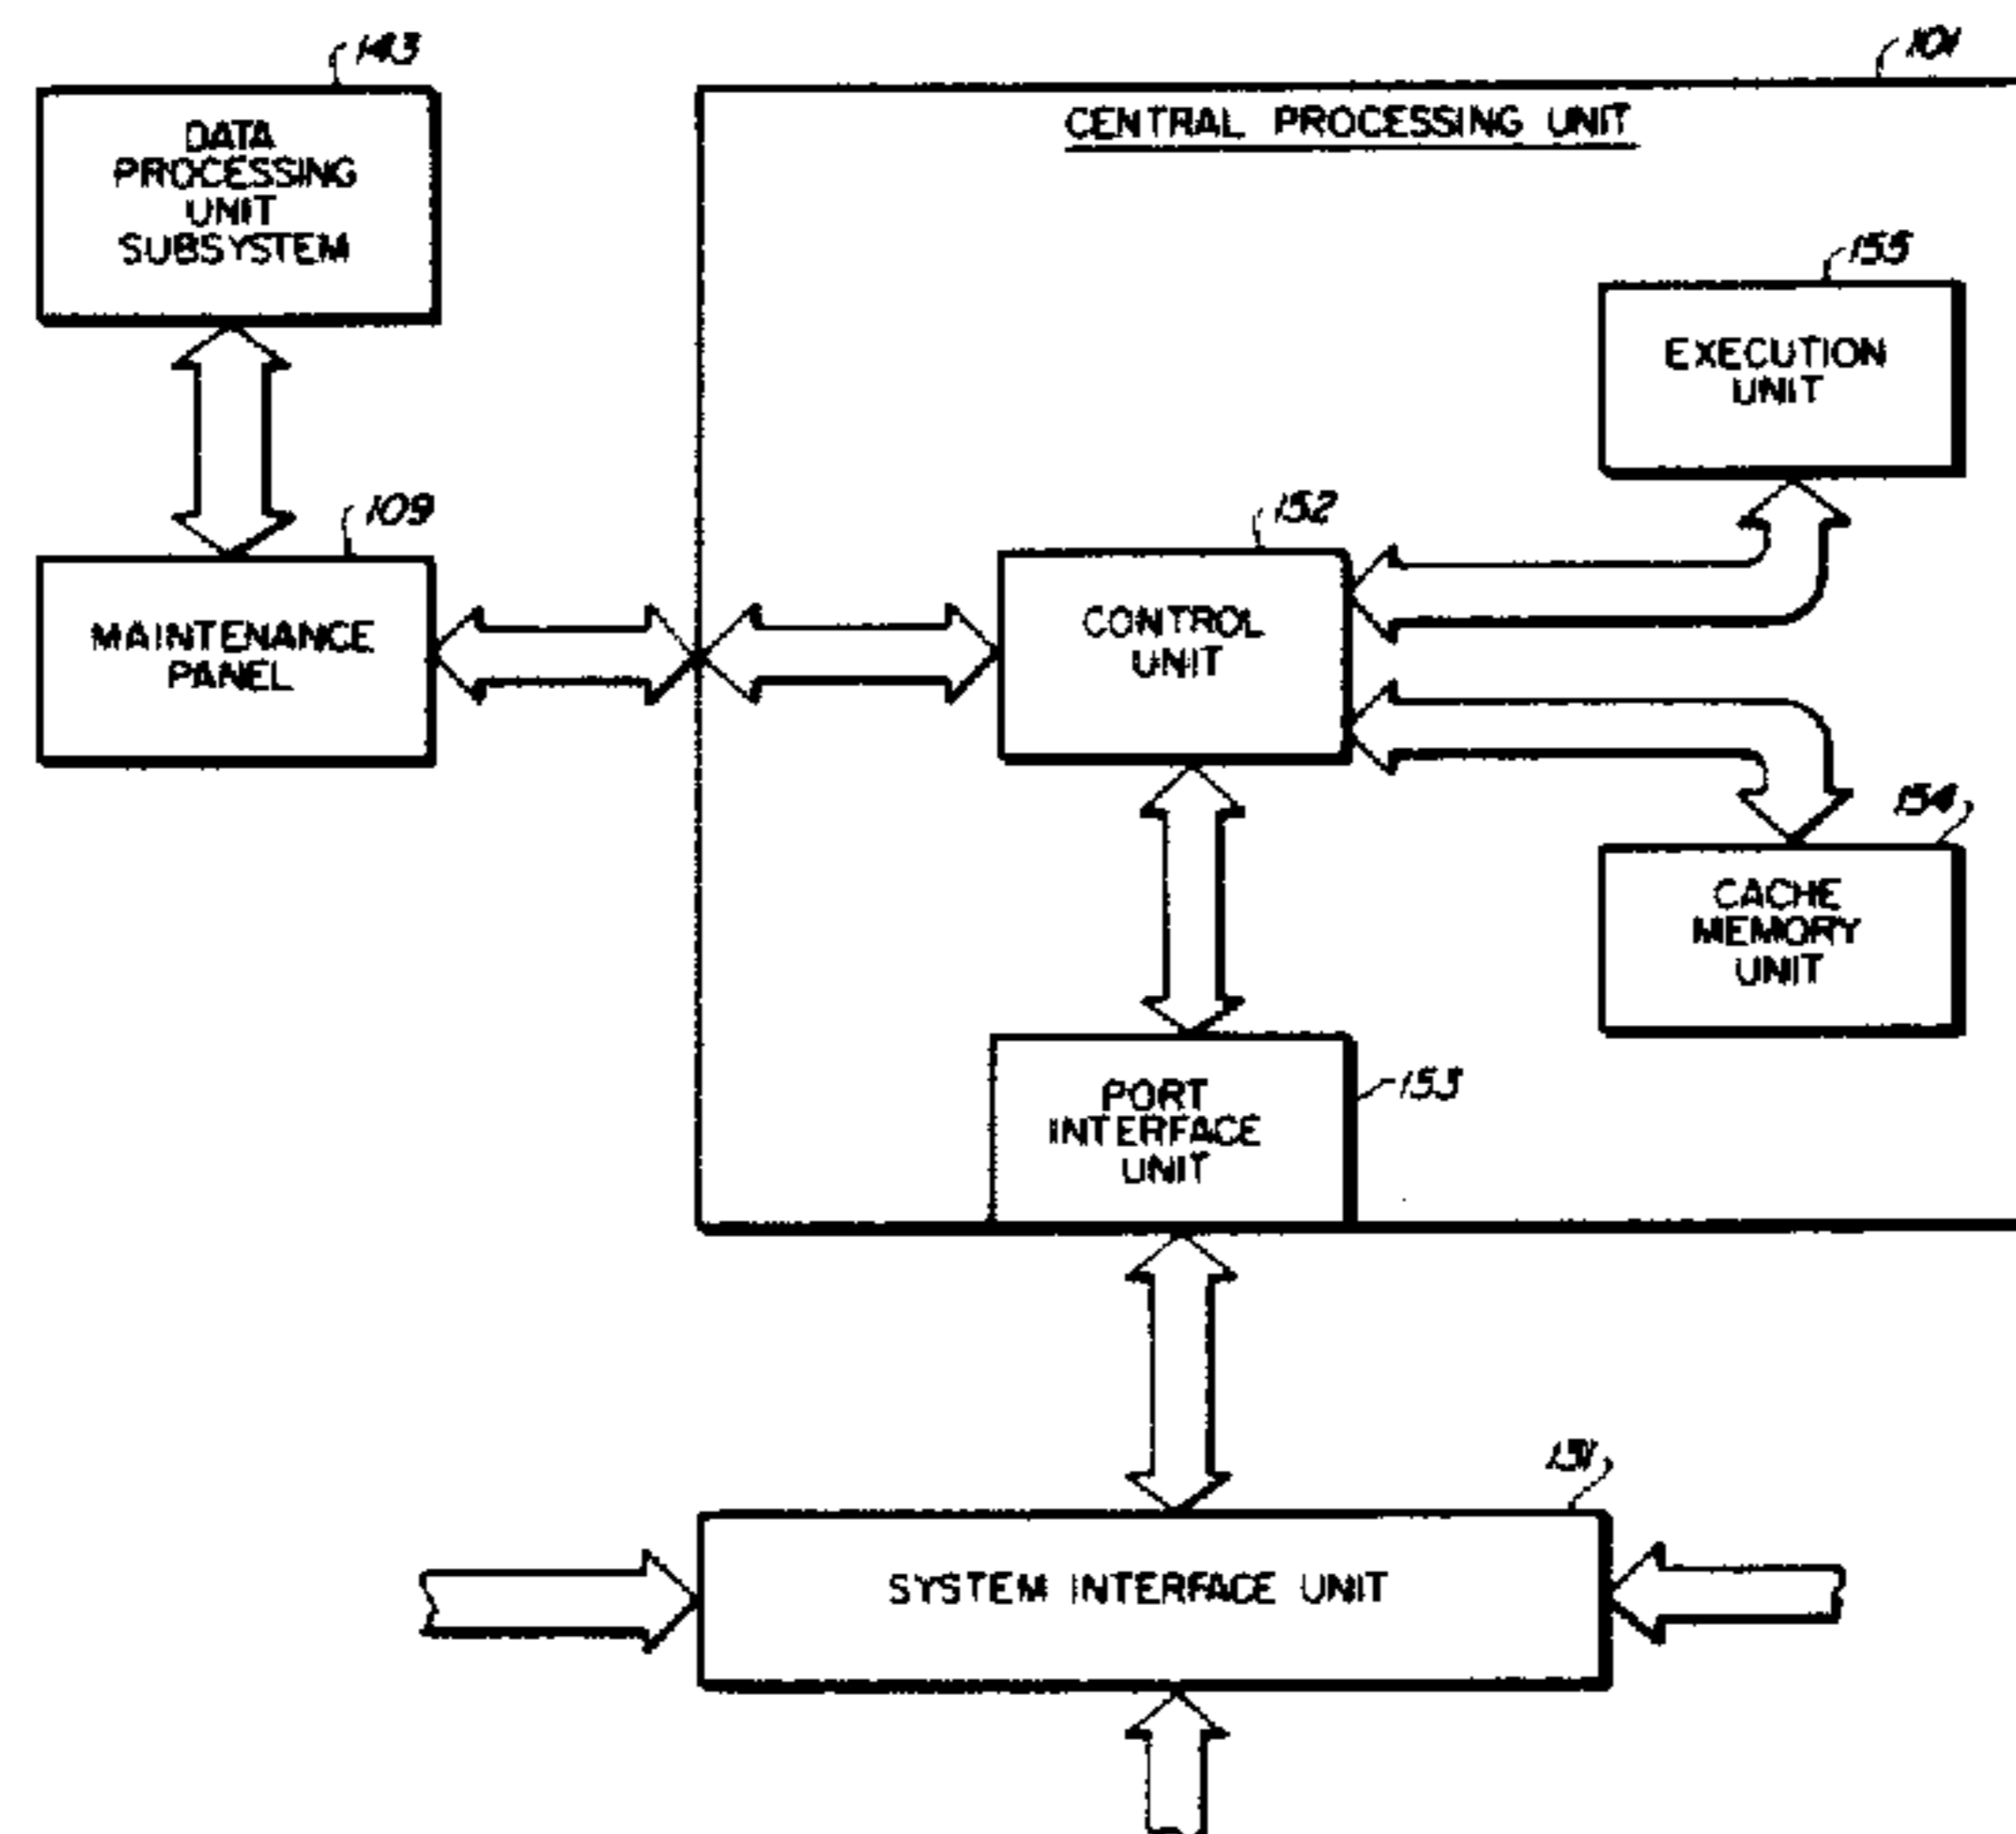 143
DATA
PROCESSING
UNIT
SUBSYSTEM
101
CENTRAL PROCESSING UNIT
155
EXECUTION
UNIT
109
MAINTENANCE
PANEL
152
CONTROL
UNIT
154
CACHE
MEMORY
UNIT
153
PORT
INTERFACE
UNIT
151
SYSTEM INTERFACE UNIT